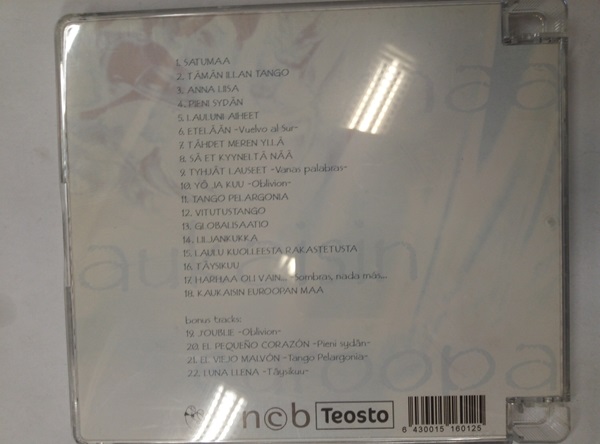 1. SATUMAA
2. TÄMÄN ILLAN TANGO
3. ANNA LIISA
4. PIENI SYDÄN
5. LAULUNI AIHEET
6. ETELÄÄN -Vuelvo al Sur-
7. TÄHDET MEREN YLLÄ
8. SÄ ET KYYNELTÄ NÄÄ
9. TYHJÄT LAUSEET -Vanas palabras-
10. YÖ JA KUU -Oblivion-
11. TANGO PELARGONIA
12. VITUTUSTANGO
13. GLOBALISAATIO
14. LILJANKUKKA
15. LAULU KUOLLEESTA RAKASTETUSTA
16. TÄYSIKUU
17. HARHAA OLI VAIN... -Sombras, nada más...
18. KAUKAISIN EUROOPAN MAA
bonus tracks:
19. J'OUBLIE -Oblivion-
20. EL PEQUEÑO CORAZÓN -Pieni sydän-
21. EL VIEJO MALVÓN -Tango Pelargonia-
22. LUNA LLENA -Täysikuu-
maa
aukaisin
oopa
n©b Teosto
6 430015 160125